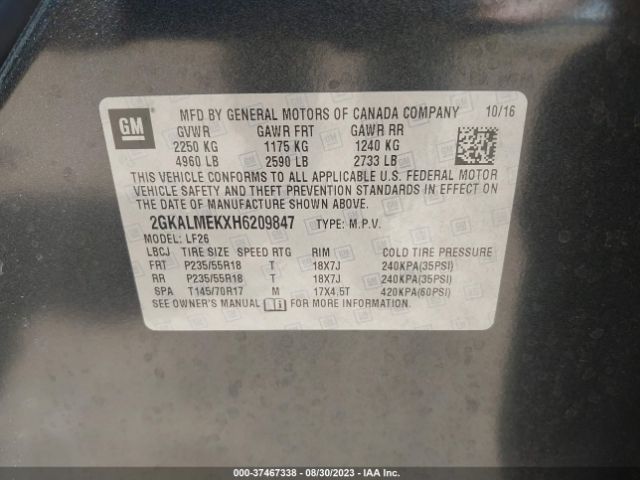 GM
MFD BY GENERAL MOTORS OF CANADA COMPANY 10/16
GVWR GAWR FRT GAWR RR
2250 KG 1175 KG 1240 KG
4960 LB 2590 LB 2733 LB
THIS VEHICLE CONFORMS TO ALL APPLICABLE U.S. FEDERAL MOTOR
VEHICLE SAFETY AND THEFT PREVENTION STANDARDS IN EFFECT ON
THE DATE OF MANUFACTURE SHOWN ABOVE.
2GKALMEKXH6209847 TYPE: M.P.V.
MODEL: LF26
LBCJ TIRE SIZE SPEED RTG RIM COLD TIRE PRESSURE
FRT P235/55R18 T 18X7J 240KPA(35PSI)
RR P235/55R18 T 18X7J 240KPA(35PSI)
SPA T145/70R17 M 17X4.5T 420KPA(60PSI)
SEE OWNER'S MANUAL FOR MORE INFORMATION.
000-37467338 - 08/30/2023 - IAA Inc.